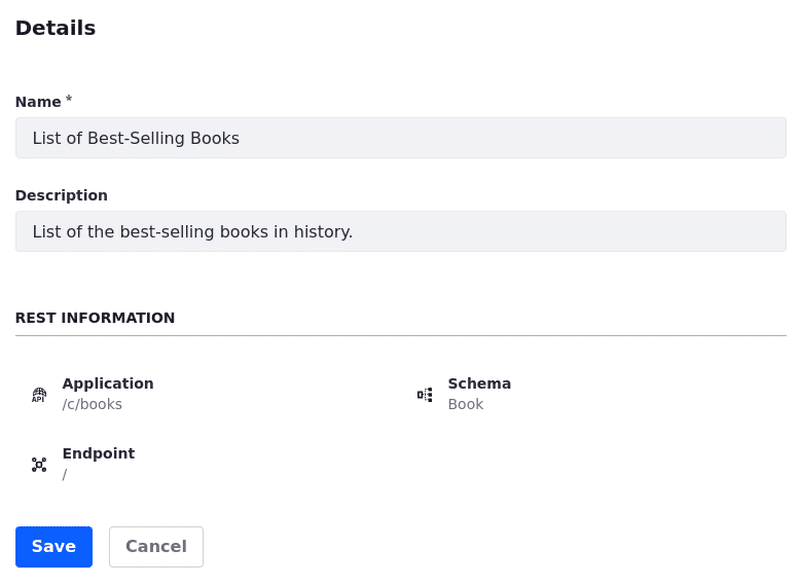 Details
Name *
List of Best-Selling Books
Description
List of the best-selling books in history.
REST INFORMATION
Application
/c/books
Schema
Book
API
Endpoint
/
Save Cancel